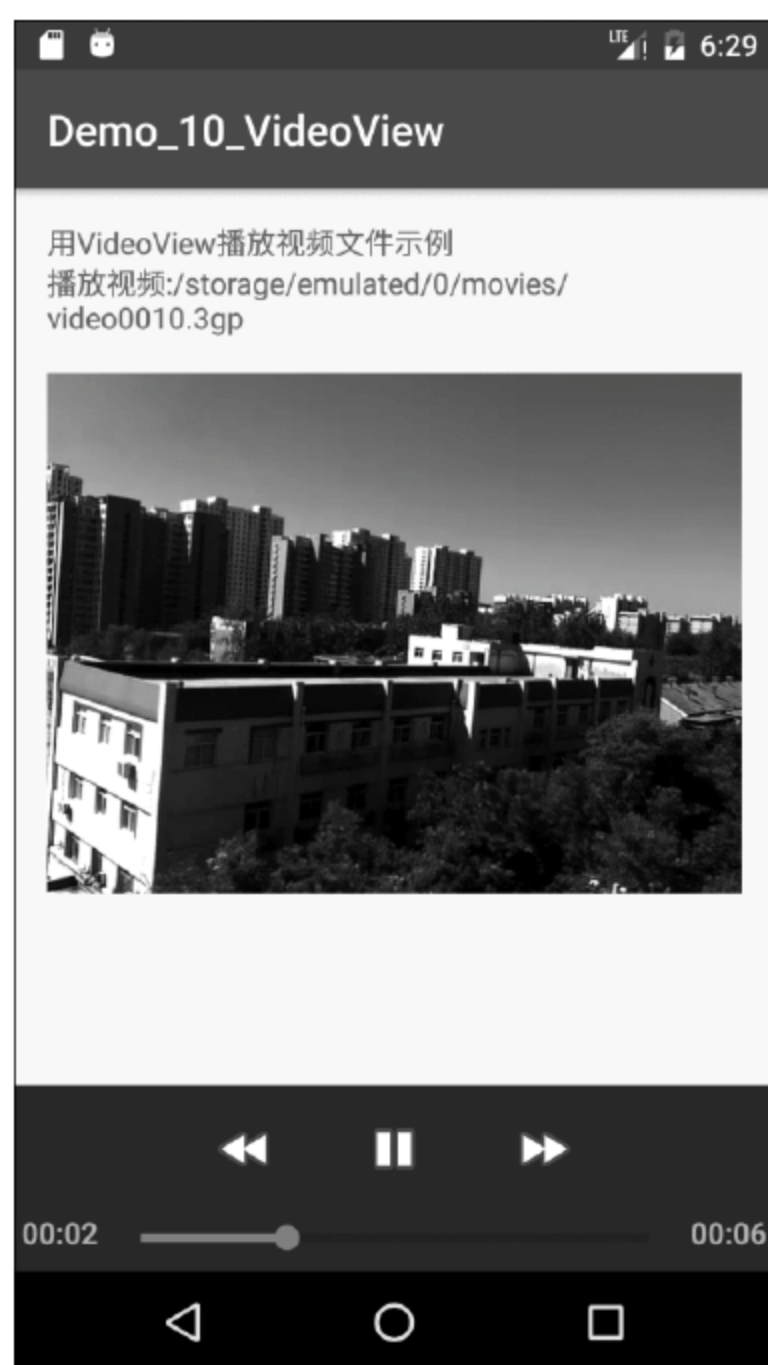 LTE 6:29
Demo_10_VideoView
用VideoView播放视频文件示例
播放视频:/storage/emulated/0/movies/
video0010.3gp
00:02 00:06